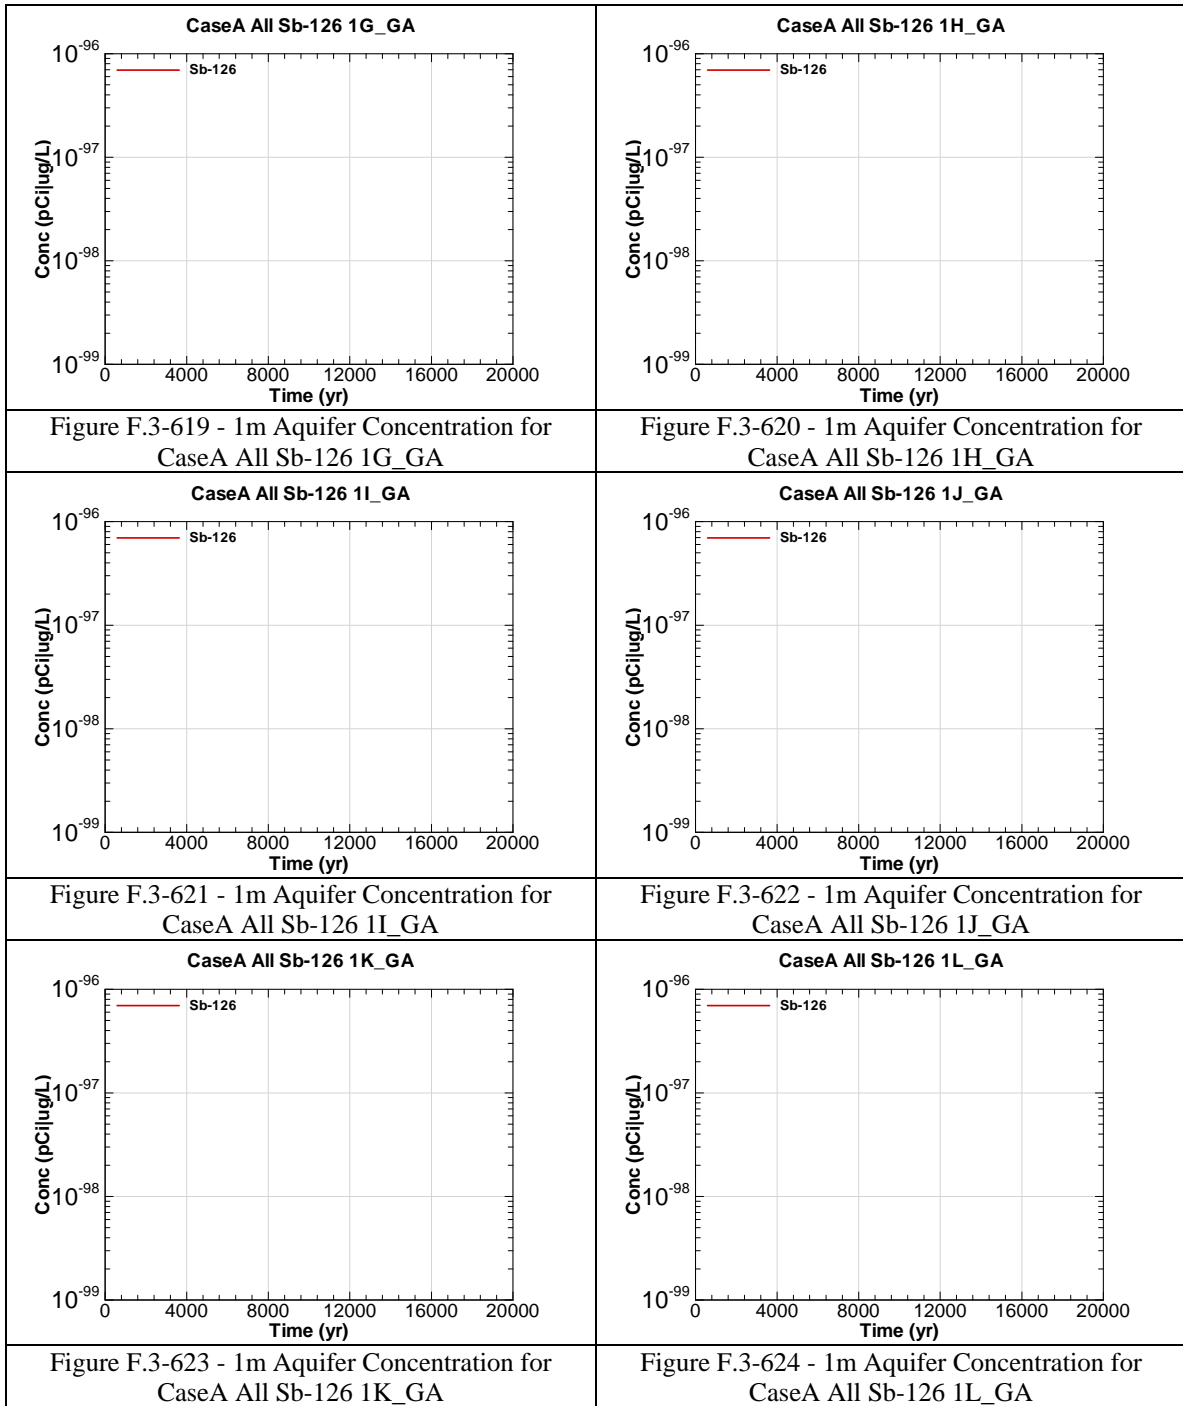 CaseA All Sb-126 1G_GA
Sb-126
Conc (pCi|ug/L)
10-96
10-97
10-98
10-99
0 4000 8000 12000 16000 20000
Time (yr)
Figure F.3-619 - 1m Aquifer Concentration for
CaseA All Sb-126 1G_GA
CaseA All Sb-126 1H_GA
Sb-126
Conc (pCi|ug/L)
10-96
10-97
10-98
10-99
0 4000 8000 12000 16000 20000
Time (yr)
Figure F.3-620 - 1m Aquifer Concentration for
CaseA All Sb-126 1H_GA
CaseA All Sb-126 1I_GA
Sb-126
Conc (pCi|ug/L)
10-96
10-97
10-98
10-99
0 4000 8000 12000 16000 20000
Time (yr)
Figure F.3-621 - 1m Aquifer Concentration for
CaseA All Sb-126 1I_GA
CaseA All Sb-126 1J_GA
Sb-126
Conc (pCi|ug/L)
10-96
10-97
10-98
10-99
0 4000 8000 12000 16000 20000
Time (yr)
Figure F.3-622 - 1m Aquifer Concentration for
CaseA All Sb-126 1J_GA
CaseA All Sb-126 1K_GA
Sb-126
Conc (pCi|ug/L)
10-96
10-97
10-98
10-99
0 4000 8000 12000 16000 20000
Time (yr)
Figure F.3-623 - 1m Aquifer Concentration for
CaseA All Sb-126 1K_GA
CaseA All Sb-126 1L_GA
Sb-126
Conc (pCi|ug/L)
10-96
10-97
10-98
10-99
0 4000 8000 12000 16000 20000
Time (yr)
Figure F.3-624 - 1m Aquifer Concentration for
CaseA All Sb-126 1L_GA